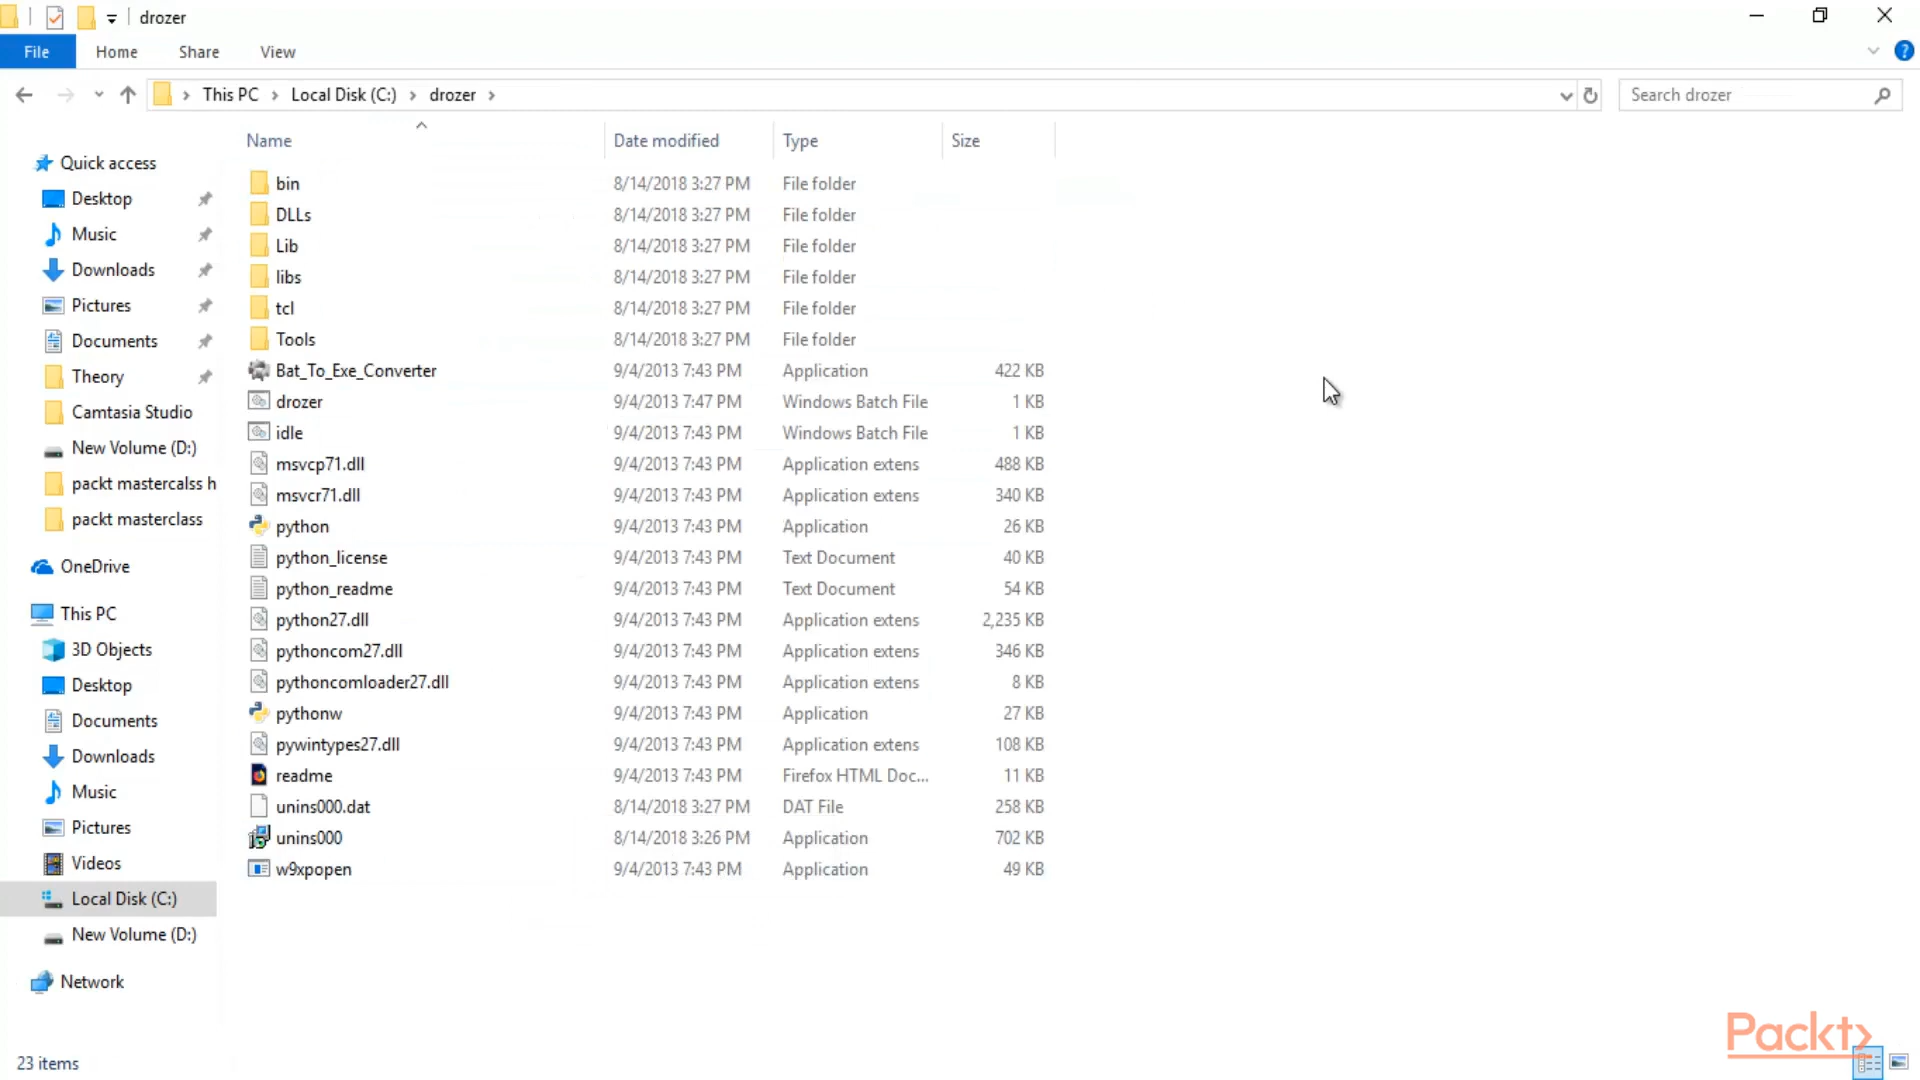 drozer
File Home Share View
This PC Local Disk (C:) drozer
Search drozer
Name Date modified Type Size
Quick access
Desktop
Music
Downloads
Pictures
Documents
Theory
Camtasia Studio
New Volume (D:)
packt mastercalss h
packt masterclass
OneDrive
This PC
3D Objects
Desktop
Documents
Downloads
Music
Pictures
Videos
Local Disk (C:)
New Volume (D:)
Network
bin 8/14/2018 3:27 PM File folder
DLLs 8/14/2018 3:27 PM File folder
Lib 8/14/2018 3:27 PM File folder
libs 8/14/2018 3:27 PM File folder
tcl 8/14/2018 3:27 PM File folder
Tools 8/14/2018 3:27 PM File folder
Bat_To_Exe_Converter 9/4/2013 7:43 PM Application 422 KB
drozer 9/4/2013 7:47 PM Windows Batch File 1 KB
idle 9/4/2013 7:43 PM Windows Batch File 1 KB
msvcp71.dll 9/4/2013 7:43 PM Application extens 488 KB
msvcr71.dll 9/4/2013 7:43 PM Application extens 340 KB
python 9/4/2013 7:43 PM Application 26 KB
python_license 9/4/2013 7:43 PM Text Document 40 KB
python_readme 9/4/2013 7:43 PM Text Document 54 KB
python27.dll 9/4/2013 7:43 PM Application extens 2,235 KB
pythoncom27.dll 9/4/2013 7:43 PM Application extens 346 KB
pythoncomloader27.dll 9/4/2013 7:43 PM Application extens 8 KB
pythonw 9/4/2013 7:43 PM Application 27 KB
pywintypes27.dll 9/4/2013 7:43 PM Application extens 108 KB
readme 9/4/2013 7:43 PM Firefox HTML Doc... 11 KB
unins000.dat 8/14/2018 3:27 PM DAT File 258 KB
unins000 8/14/2018 3:26 PM Application 702 KB
w9xpopen 9/4/2013 7:43 PM Application 49 KB
23 items
Packt